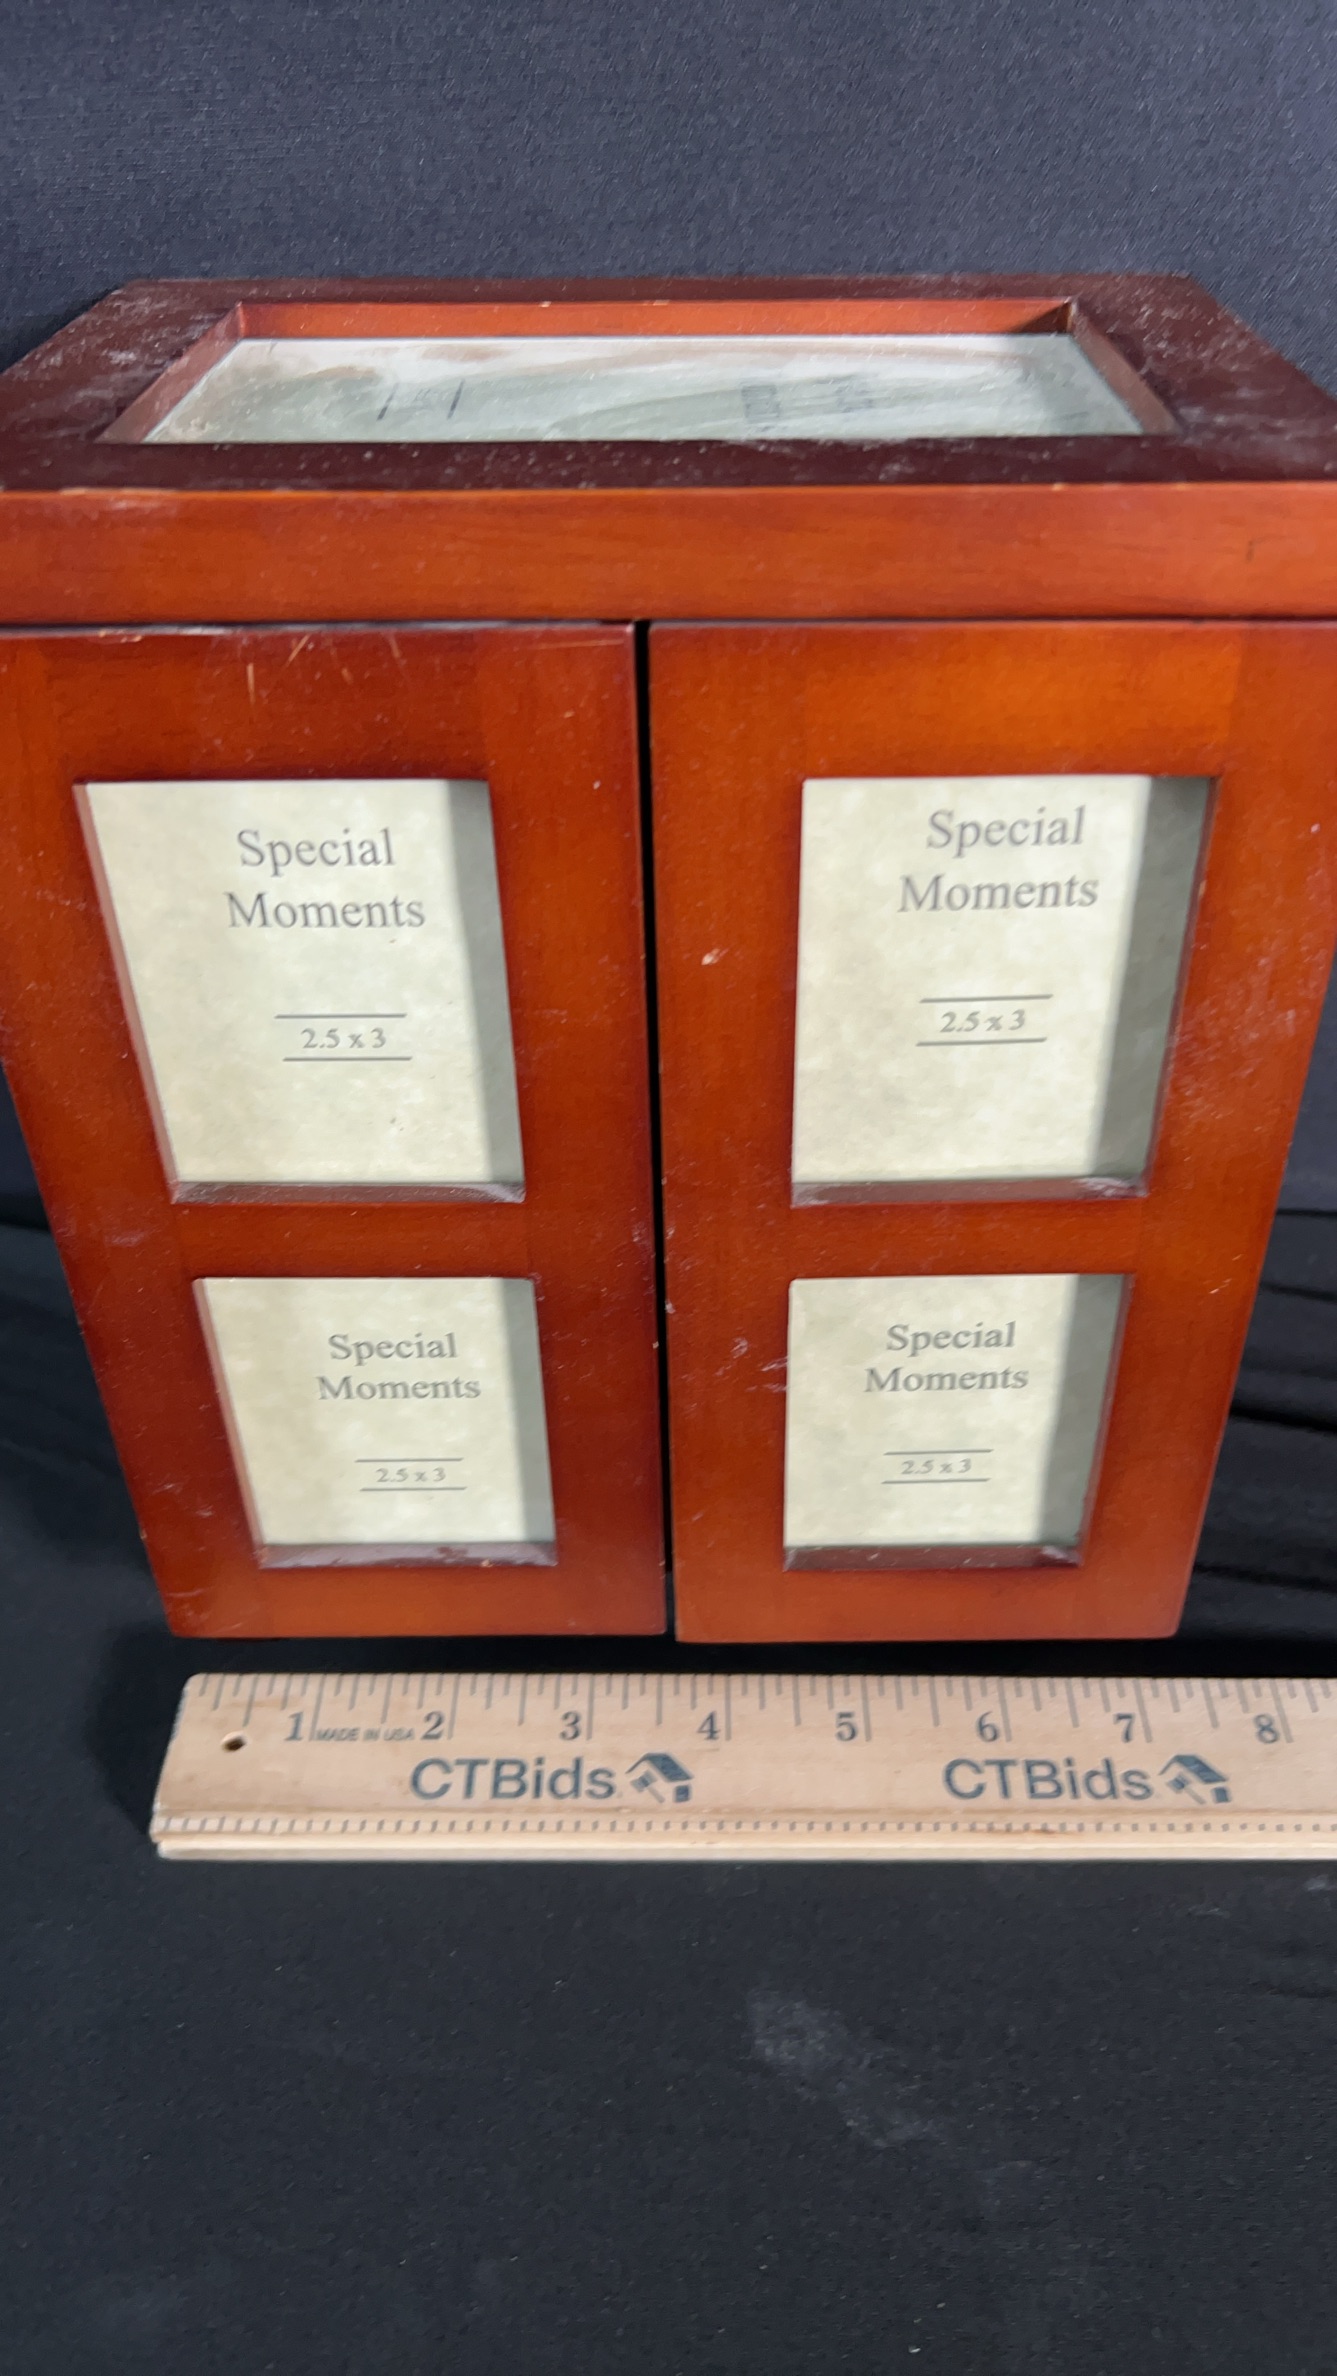 Special
Moments
2.5 x 3
Special
Moments
2.5 x 3
Special
Moments
2.5 x 3
Special
Moments
2.5 x 3
1 MADE IN USA 2 3 4 5 6 7 8
CTBids CTBids